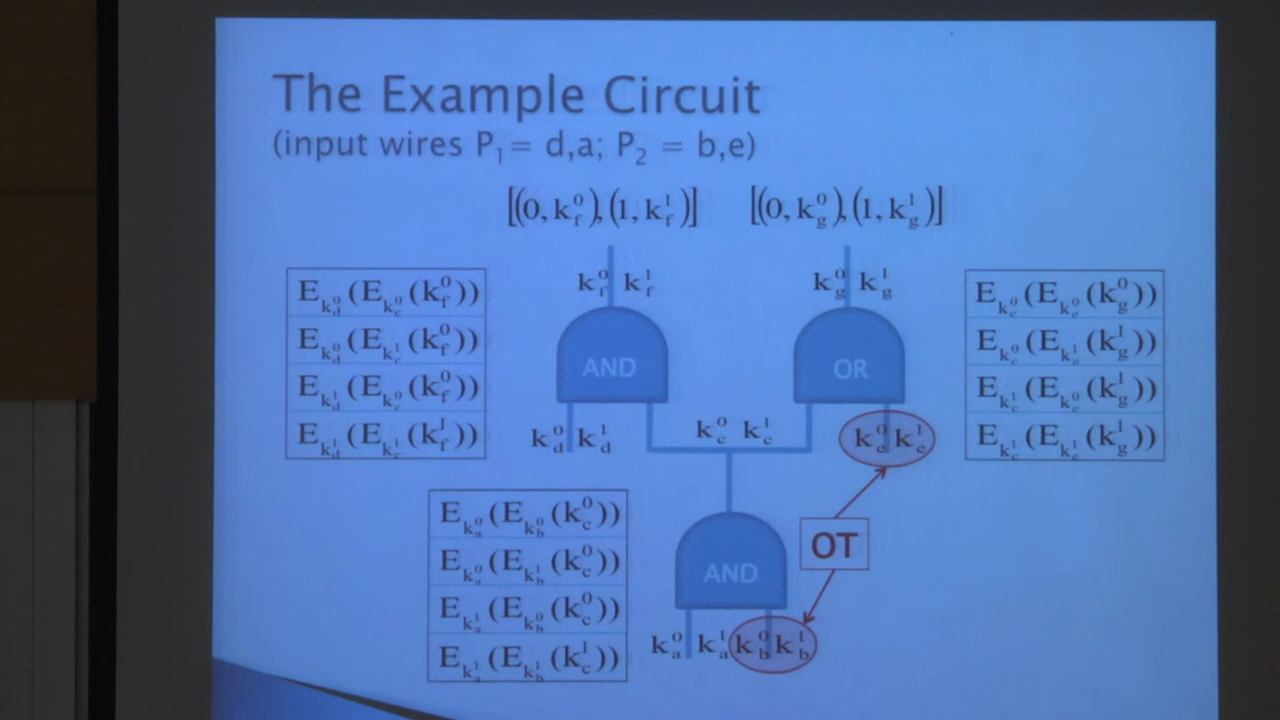 The Example Circuit
(input wires P₁ = d,a; P₂ = b,e)
[(0,k_f^0),(1,k_f^1)] [(0,k_g^0),(1,k_g^1)]
k_f^0 k_f^1 k_g^0 k_g^1
E_{k_d^0}(E_{k_c^0}(k_f^0))
E_{k_d^0}(E_{k_c^1}(k_f^0))
E_{k_d^1}(E_{k_c^0}(k_f^0))
E_{k_d^1}(E_{k_c^1}(k_f^1))
AND
OR
E_{k_c^0}(E_{k_e^0}(k_g^0))
E_{k_c^0}(E_{k_e^1}(k_g^1))
E_{k_c^1}(E_{k_e^0}(k_g^1))
E_{k_c^1}(E_{k_e^1}(k_g^1))
k_d^0 k_d^1
k_c^0 k_c^1
k_e^0 k_e^1
E_{k_a^0}(E_{k_b^0}(k_c^0))
E_{k_a^0}(E_{k_b^1}(k_c^0))
E_{k_a^1}(E_{k_b^0}(k_c^0))
E_{k_a^1}(E_{k_b^1}(k_c^1))
OT
AND
k_a^0 k_a^1 k_b^0 k_b^1